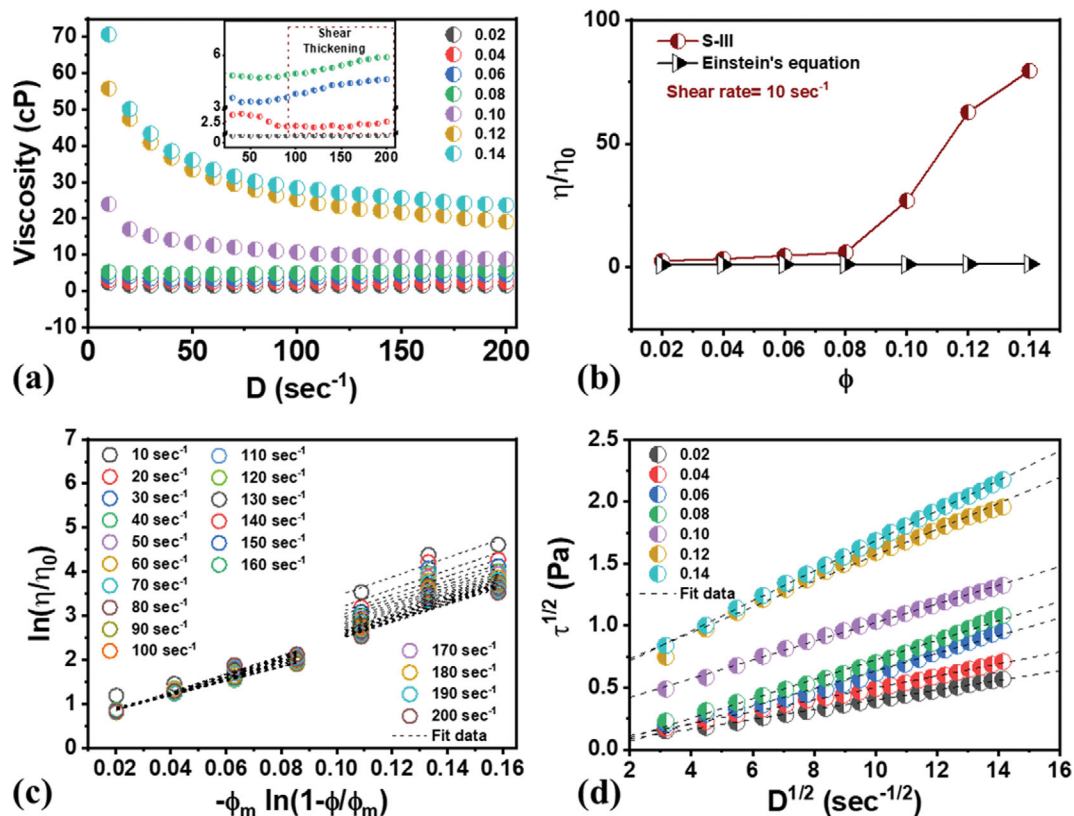 70
60
50
40
30
20
10
0
-10
Viscosity (cP)
0 50 100 150 200
D (sec⁻¹)
(a)
6
3
2.5
0
50 100 150 200
Shear
Thickening
0.02
0.04
0.06
0.08
0.10
0.12
0.14
100
50
0
η/η₀
S-III
Einstein's equation
Shear rate= 10 sec⁻¹
0.02 0.04 0.06 0.08 0.10 0.12 0.14
ϕ
(b)
7
6
5
4
3
2
1
0
ln(η/η₀)
10 sec⁻¹
20 sec⁻¹
30 sec⁻¹
40 sec⁻¹
50 sec⁻¹
60 sec⁻¹
70 sec⁻¹
80 sec⁻¹
90 sec⁻¹
100 sec⁻¹
110 sec⁻¹
120 sec⁻¹
130 sec⁻¹
140 sec⁻¹
150 sec⁻¹
160 sec⁻¹
170 sec⁻¹
180 sec⁻¹
190 sec⁻¹
200 sec⁻¹
Fit data
0.02 0.04 0.06 0.08 0.10 0.12 0.14 0.16
-ϕₘ ln(1-ϕ/ϕₘ)
(c)
2.5
2.0
1.5
1.0
0.5
0.0
τ¹/² (Pa)
0.02
0.04
0.06
0.08
0.10
0.12
0.14
Fit data
2 4 6 8 10 12 14 16
D¹/² (sec⁻¹/²)
(d)